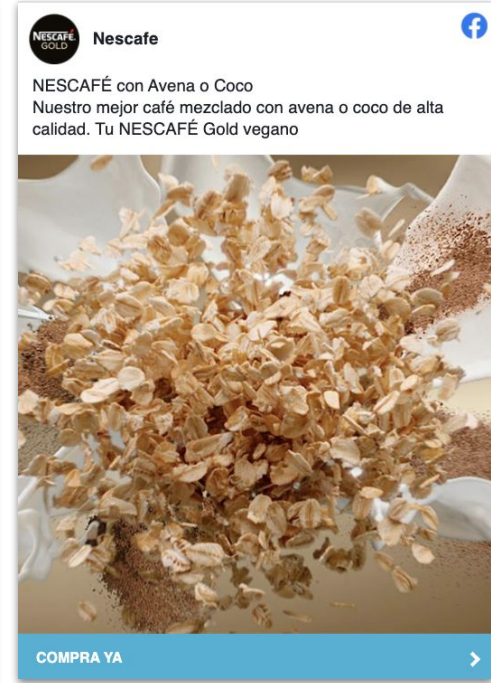 NESCAFÉ
GOLD
Nescafe
NESCAFÉ con Avena o Coco
Nuestro mejor café mezclado con avena o coco de alta
calidad. Tu NESCAFÉ Gold vegano
COMPRA YA